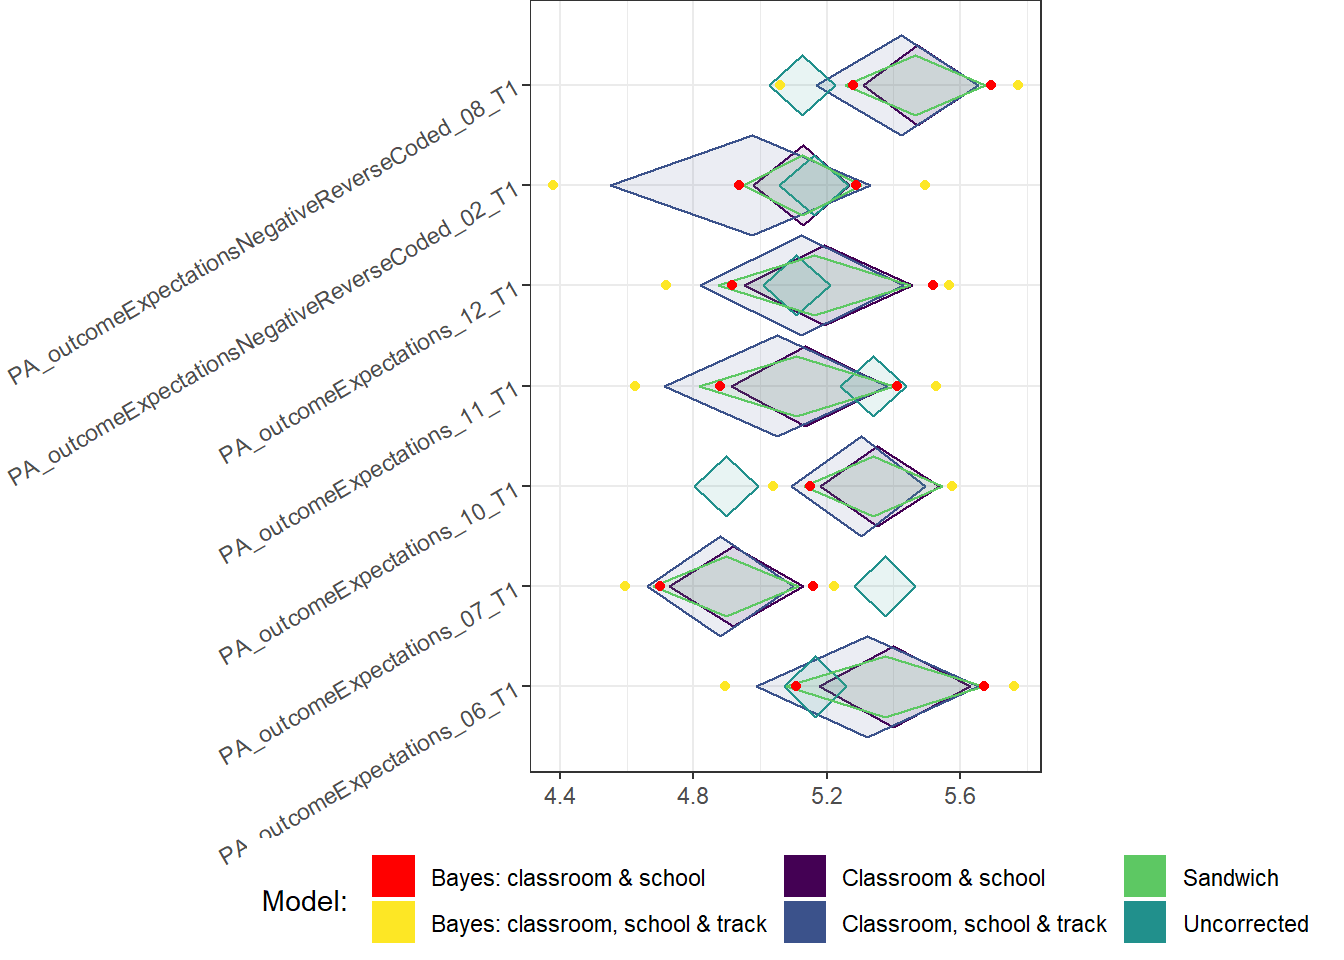 PA_outcomeExpectationsNegativeReverseCoded_08_T1
PA_outcomeExpectationsNegativeReverseCoded_02_T1
PA_outcomeExpectations_12_T1
PA_outcomeExpectations_11_T1
PA_outcomeExpectations_10_T1
PA_outcomeExpectations_07_T1
PA_outcomeExpectations_06_T1
4.4 4.8 5.2 5.6
Model:
Bayes: classroom & school Classroom & school Sandwich
Bayes: classroom, school & track Classroom, school & track Uncorrected